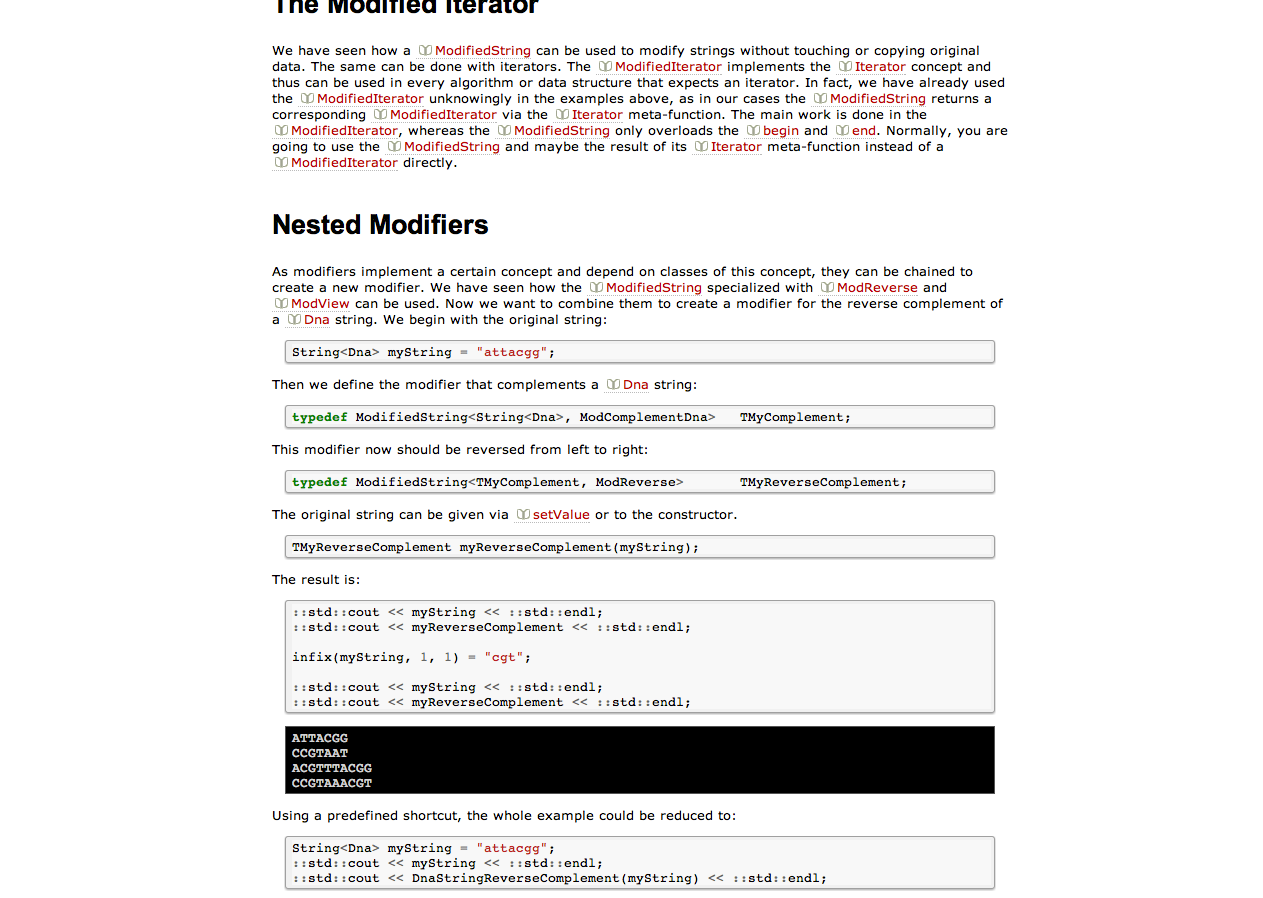 The Modified Iterator
We have seen how a ModifiedString can be used to modify strings without touching or copying original
data. The same can be done with iterators. The ModifiedIterator implements the Iterator concept and
thus can be used in every algorithm or data structure that expects an iterator. In fact, we have already used
the ModifiedIterator unknowingly in the examples above, as in our cases the ModifiedString returns a
corresponding ModifiedIterator via the Iterator meta-function. The main work is done in the
ModifiedIterator, whereas the ModifiedString only overloads the begin and end. Normally, you are
going to use the ModifiedString and maybe the result of its Iterator meta-function instead of a
ModifiedIterator directly.
Nested Modifiers
As modifiers implement a certain concept and depend on classes of this concept, they can be chained to
create a new modifier. We have seen how the ModifiedString specialized with ModReverse and
ModView can be used. Now we want to combine them to create a modifier for the reverse complement of
a Dna string. We begin with the original string:
String<Dna> myString = "attacgg";
Then we define the modifier that complements a Dna string:
typedef ModifiedString<String<Dna>, ModComplementDna>   TMyComplement;
This modifier now should be reversed from left to right:
typedef ModifiedString<TMyComplement, ModReverse>       TMyReverseComplement;
The original string can be given via setValue or to the constructor.
TMyReverseComplement myReverseComplement(myString);
The result is:
::std::cout << myString << ::std::endl;
::std::cout << myReverseComplement << ::std::endl;
infix(myString, 1, 1) = "cgt";
::std::cout << myString << ::std::endl;
::std::cout << myReverseComplement << ::std::endl;
ATTACGG
CCGTAAT
ACGTTTACGG
CCGTAAACGT
Using a predefined shortcut, the whole example could be reduced to:
String<Dna> myString = "attacgg";
::std::cout << myString << ::std::endl;
::std::cout << DnaStringReverseComplement(myString) << ::std::endl;